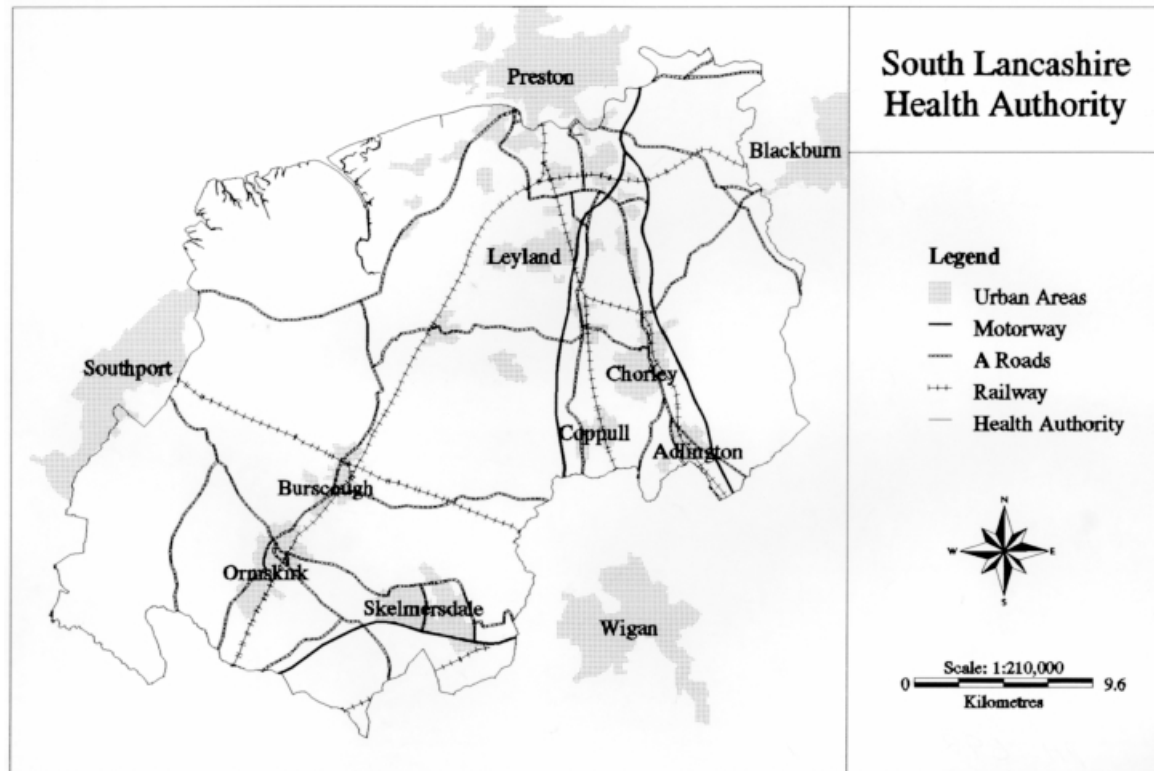 South Lancashire
Health Authority
Preston
Blackburn
Leyland
Southport
Chorley
Coppull
Adlington
Burscough
Ormskirk
Skelmersdale
Wigan
Legend
Urban Areas
Motorway
A Roads
Railway
Health Authority
N
W E
S
Scale: 1:210,000
0 9.6
Kilometres